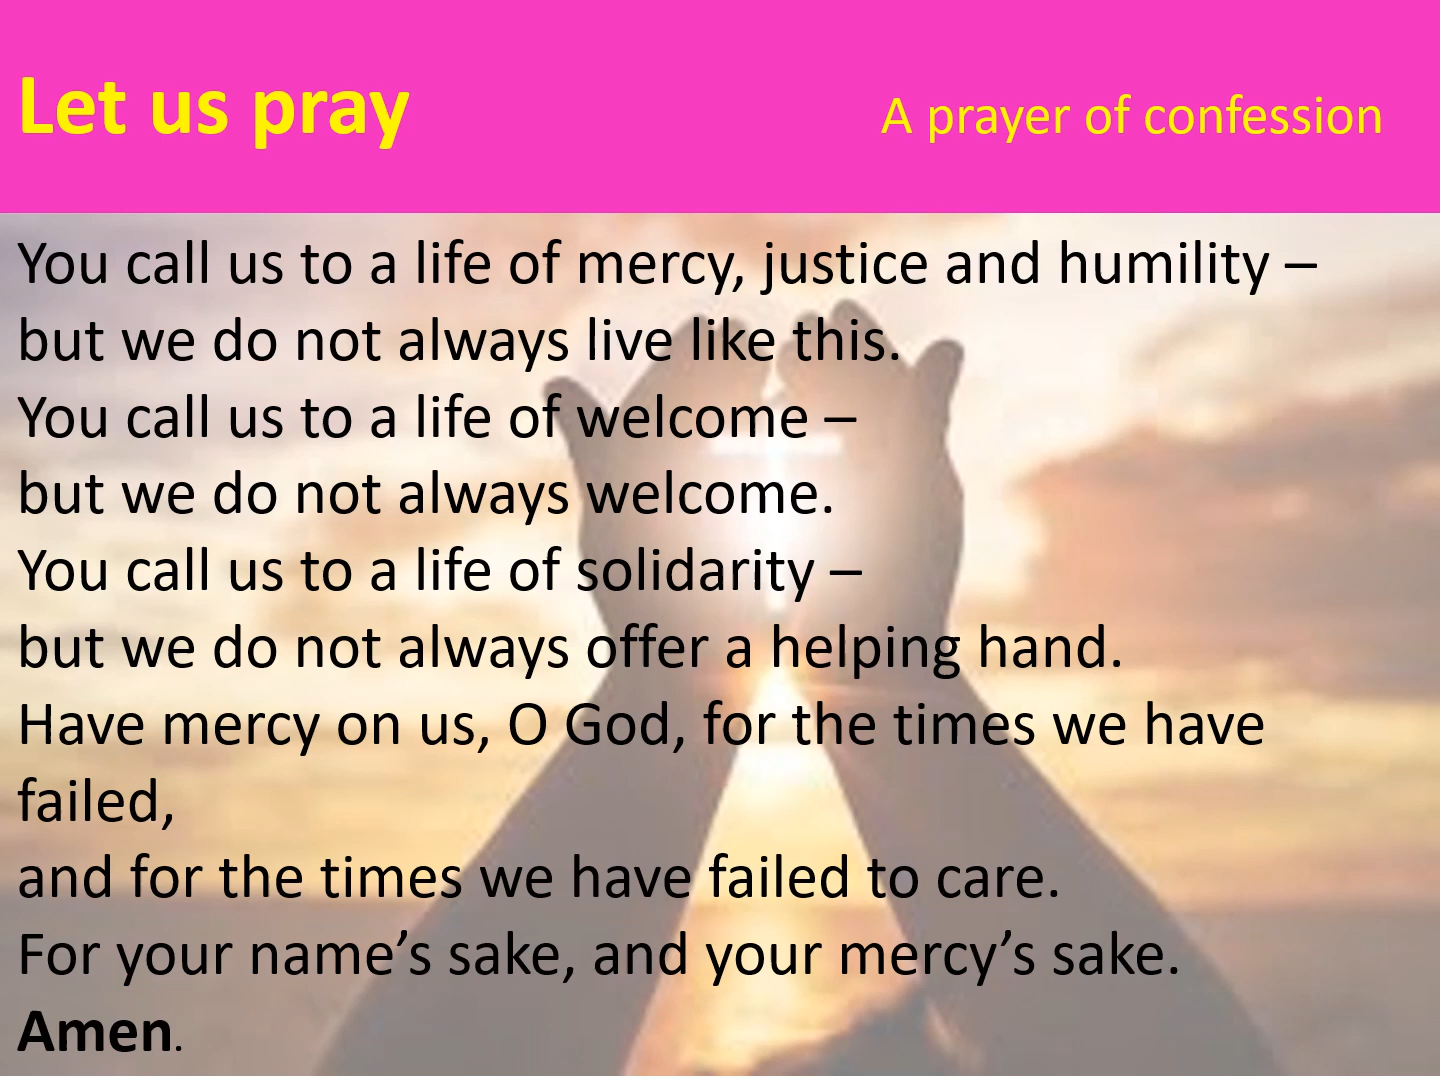 Let us pray A prayer of confession
You call us to a life of mercy, justice and humility –
but we do not always live like this.
You call us to a life of welcome –
but we do not always welcome.
You call us to a life of solidarity –
but we do not always offer a helping hand.
Have mercy on us, O God, for the times we have
failed,
and for the times we have failed to care.
For your name’s sake, and your mercy’s sake.
Amen.